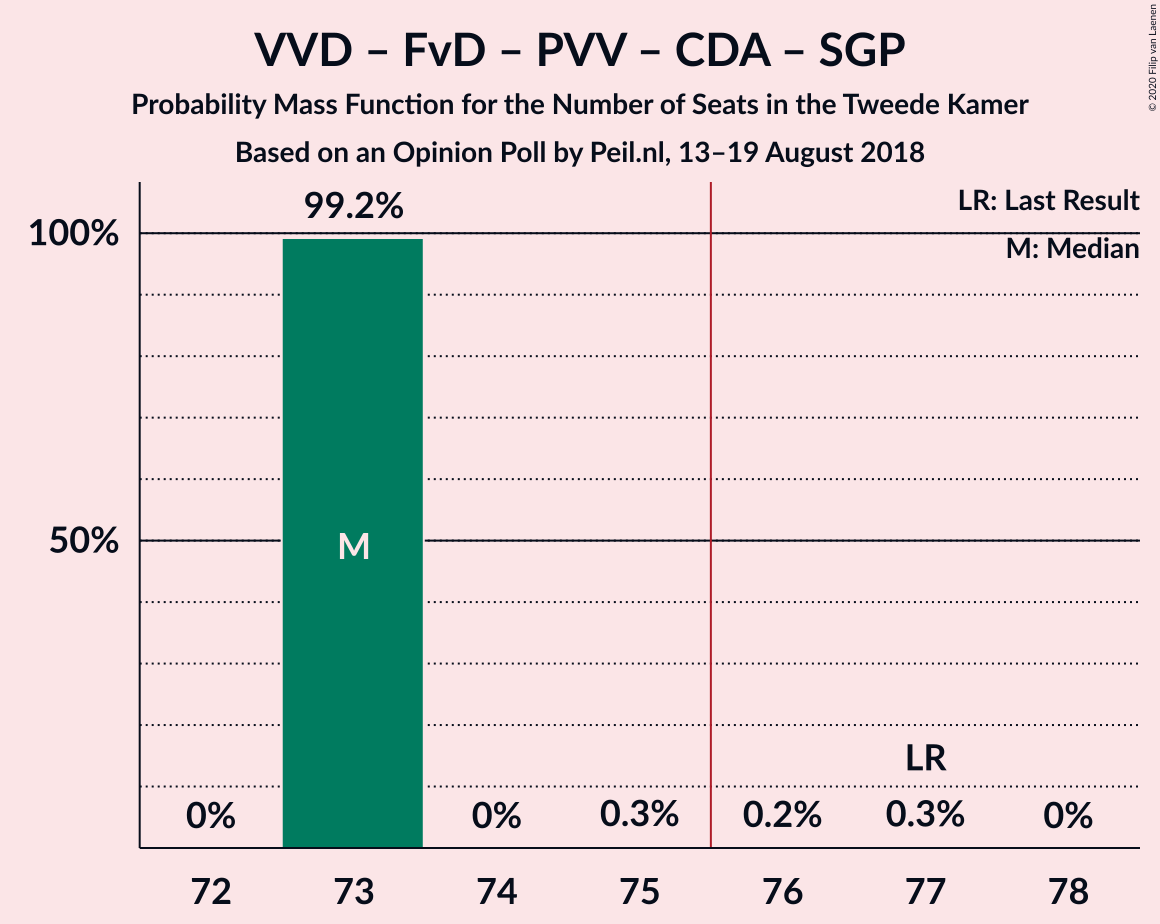 VVD – FvD – PVV – CDA – SGP
Probability Mass Function for the Number of Seats in the Tweede Kamer
Based on an Opinion Poll by Peil.nl, 13–19 August 2018
© 2020 Filip van Laenen
LR: Last Result
M: Median
100%
50%
99.2%
M
LR
0%
0%
0.3%
0.2%
0.3%
0%
72 73 74 75 76 77 78